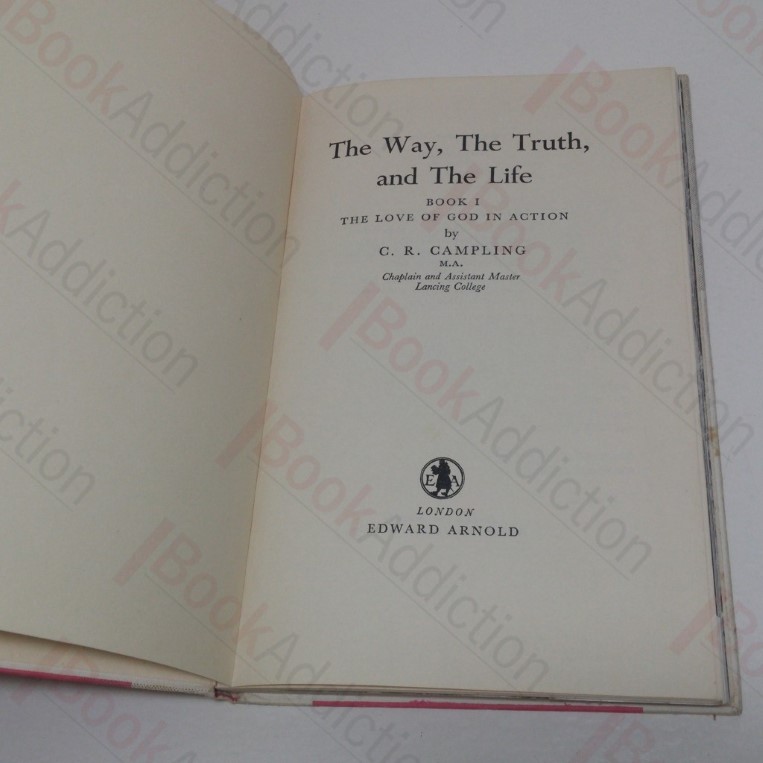 The Way, The Truth,
and The Life
BOOK I
THE LOVE OF GOD IN ACTION
by
C. R. CAMPLING
M.A.
Chaplain and Assistant Master
Lancing College
E A
LONDON
EDWARD ARNOLD
BookAddiction